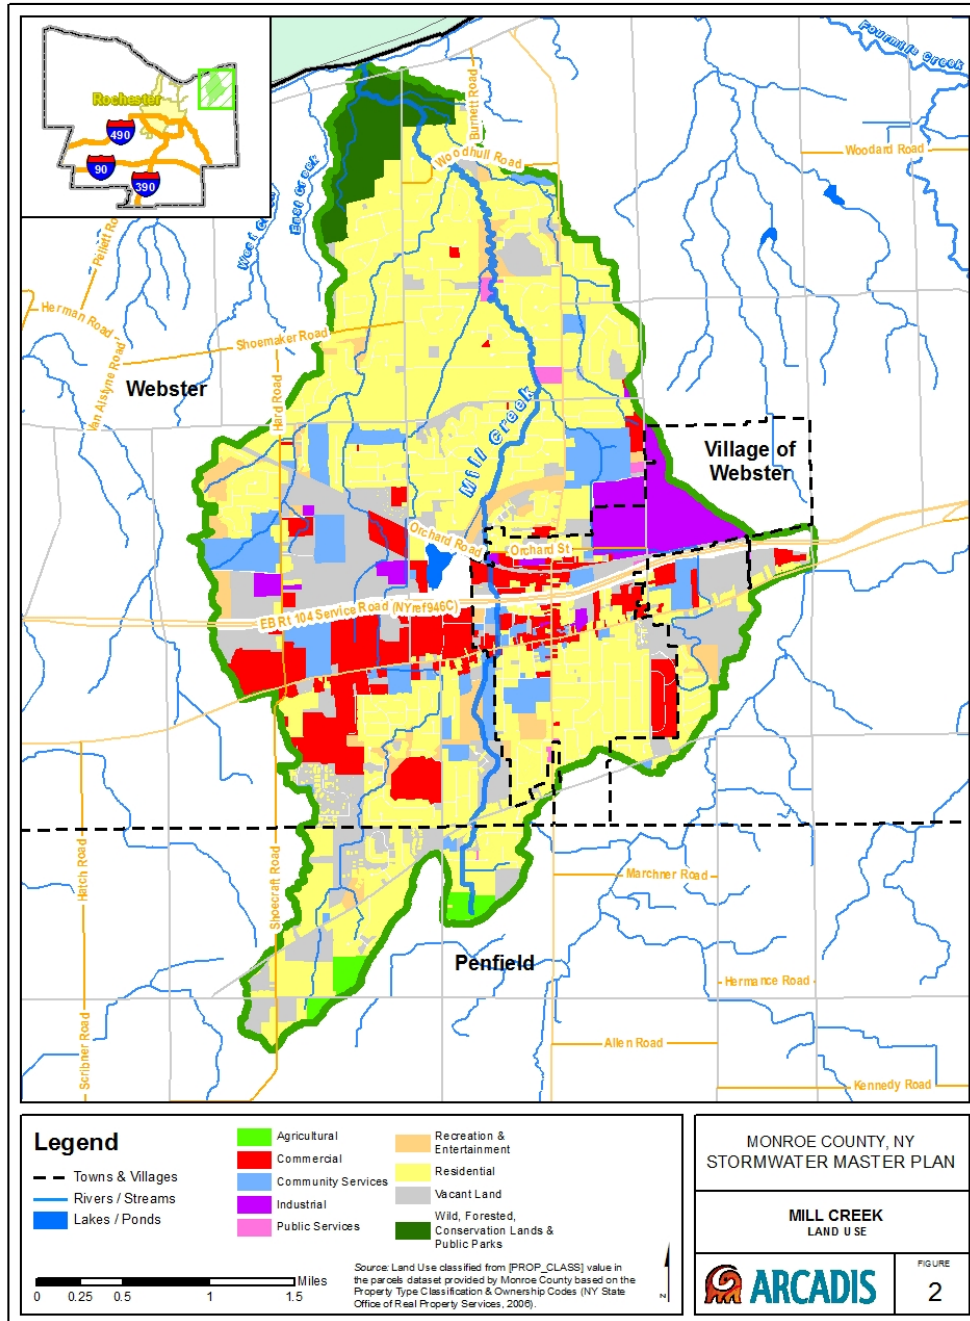 Rochester
490
90
390
Fourmile Creek
Burnett Road
Woodhull Road
Woodard Road
East Creek
West Creek
Pellett Ro
Herman Road
Van Alstyne Road
Shoemaker Road
Hard Road
Webster
Mill Creek
Village of
Webster
Orchard Road
Orchard St
EB Rt 104 Service Road (NYref946C)
Hatch Road
Shoecraft Road
Marchner Road
Penfield
Hermance Road
Scribner Road
Allen Road
Kennedy Road
Legend
Towns & Villages
Rivers / Streams
Lakes / Ponds
Agricultural
Commercial
Community Services
Industrial
Public Services
Recreation &
Entertainment
Residential
Vacant Land
Wild, Forested,
Conservation Lands &
Public Parks
0 0.25 0.5 1 1.5 Miles
Source: Land Use classified from [PROP_CLASS] value in
the parcels dataset provided by Monroe County based on the
Property Type Classification & Ownership Codes (NY State
Office of Real Property Services, 2006).
N
MONROE COUNTY, NY
STORMWATER MASTER PLAN
MILL CREEK
LAND USE
ARCADIS
FIGURE
2